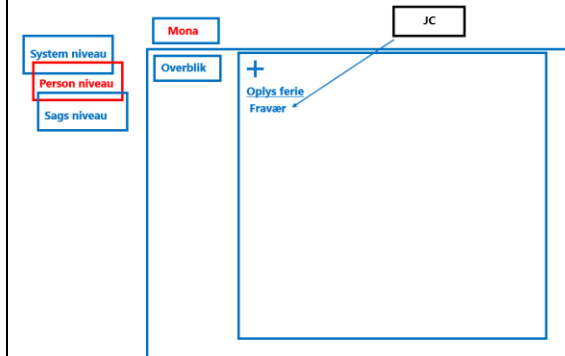 JC
Mona
System niveau
Person niveau
Sags niveau
Overblik
Oplys ferie
Fravær